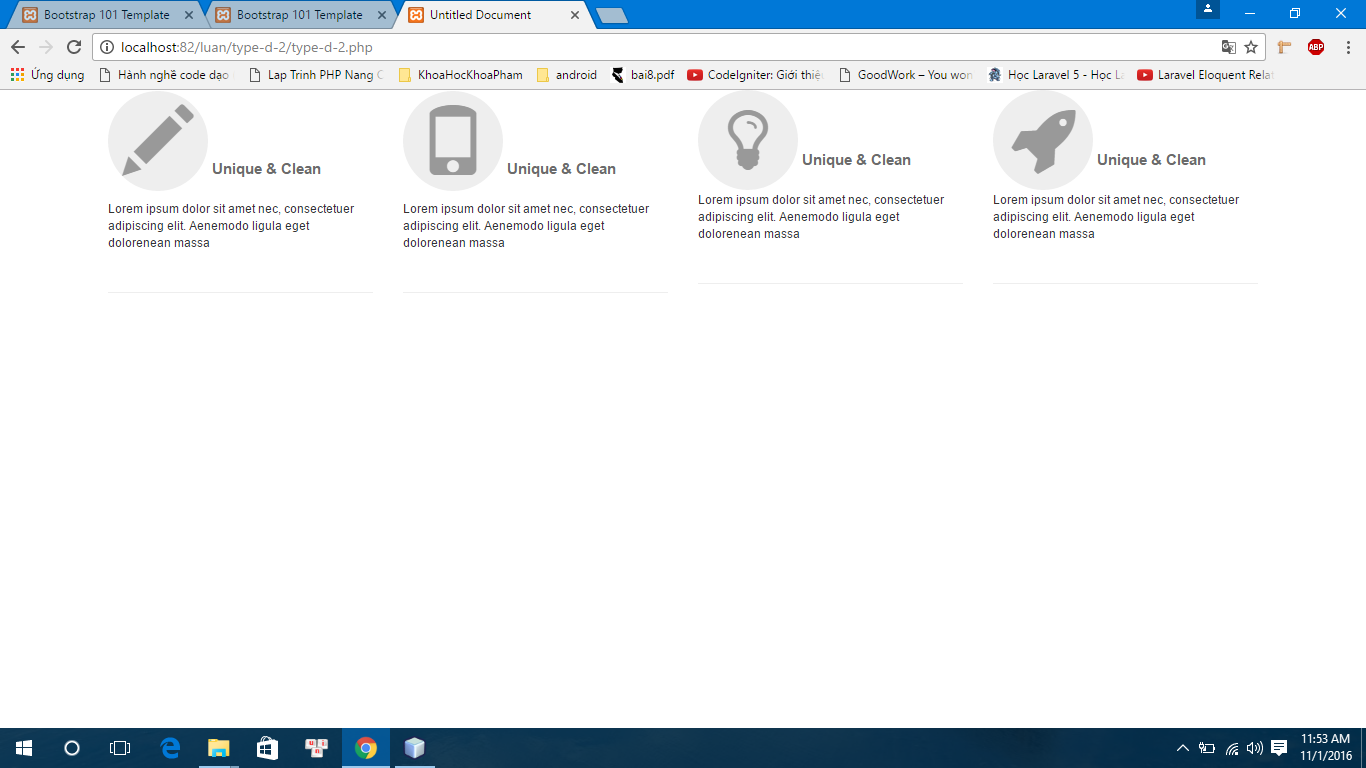 Bootstrap 101 Template
Bootstrap 101 Template
Untitled Document
localhost:82/luan/type-d-2/type-d-2.php
ABP
Ứng dụng
Hành nghề code dạo
Lap Trinh PHP Nang
KhoaHocKhoaPham
android
bai8.pdf
CodeIgniter: Giới
GoodWork – You
Học Laravel 5 - Học
Laravel Eloquent
Unique & Clean
Lorem ipsum dolor sit amet nec, consectetuer
adipiscing elit. Aenemodo ligula eget
dolorenean massa
Unique & Clean
Lorem ipsum dolor sit amet nec, consectetuer
adipiscing elit. Aenemodo ligula eget
dolorenean massa
Unique & Clean
Lorem ipsum dolor sit amet nec, consectetuer
adipiscing elit. Aenemodo ligula eget
dolorenean massa
Unique & Clean
Lorem ipsum dolor sit amet nec, consectetuer
adipiscing elit. Aenemodo ligula eget
dolorenean massa
11:53 AM
11/1/2016